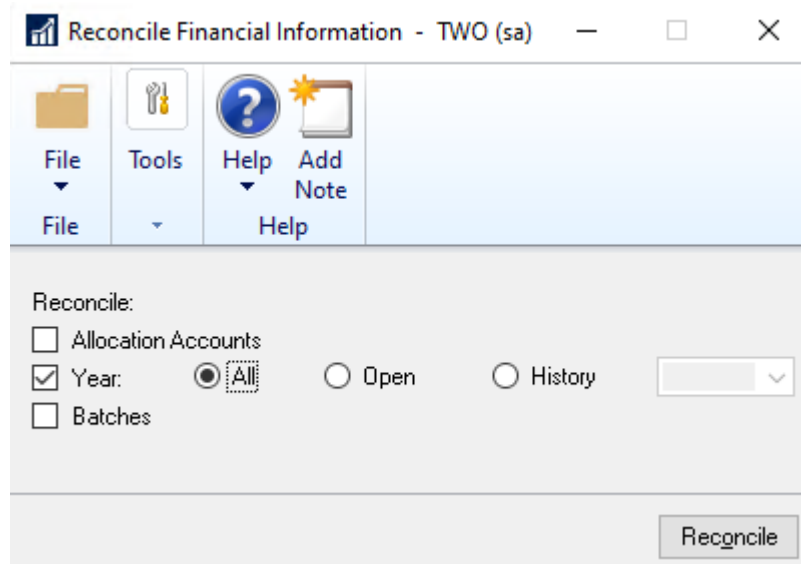 Reconcile Financial Information - TWO (sa)
File Tools Help Add Note
File Help
Reconcile:
Allocation Accounts
Year: All Open History
Batches
Reconcile